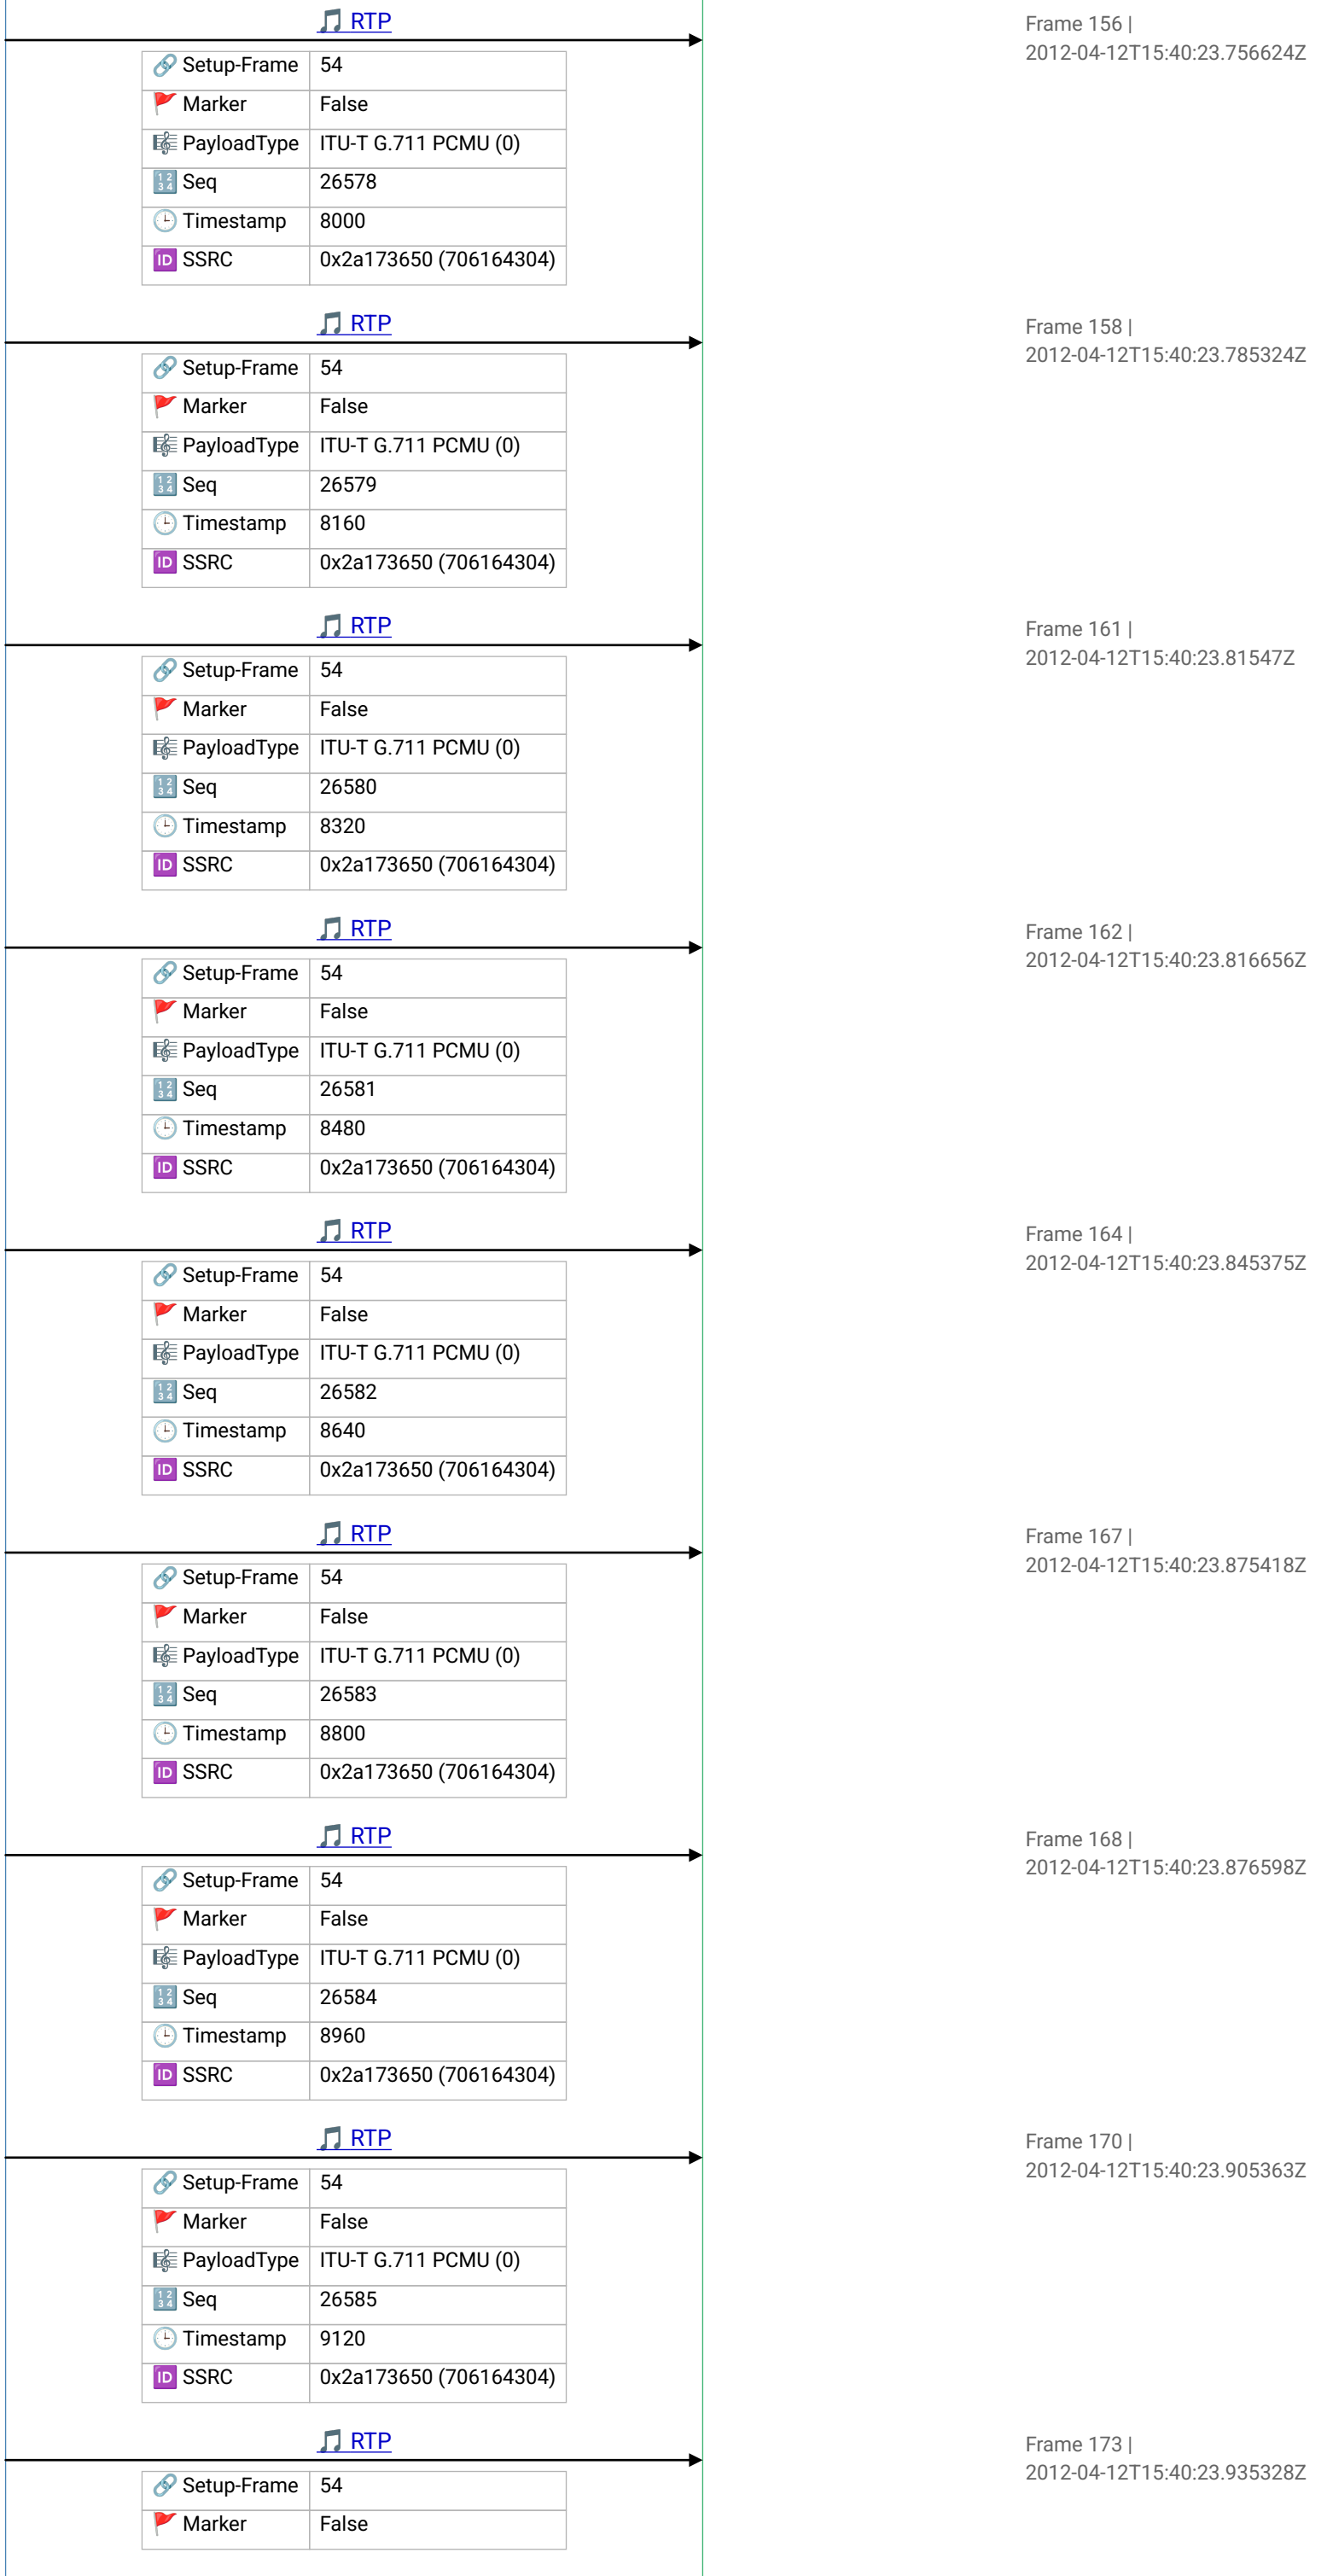 🎵 RTP
Frame 156 |
2012-04-12T15:40:23.756624Z
🔗 Setup-Frame 54
🚩 Marker False
🎼 PayloadType ITU-T G.711 PCMU (0)
🔢 Seq 26578
🕒 Timestamp 8000
🆔 SSRC 0x2a173650 (706164304)
🎵 RTP
Frame 158 |
2012-04-12T15:40:23.785324Z
🔗 Setup-Frame 54
🚩 Marker False
🎼 PayloadType ITU-T G.711 PCMU (0)
🔢 Seq 26579
🕒 Timestamp 8160
🆔 SSRC 0x2a173650 (706164304)
🎵 RTP
Frame 161 |
2012-04-12T15:40:23.81547Z
🔗 Setup-Frame 54
🚩 Marker False
🎼 PayloadType ITU-T G.711 PCMU (0)
🔢 Seq 26580
🕒 Timestamp 8320
🆔 SSRC 0x2a173650 (706164304)
🎵 RTP
Frame 162 |
2012-04-12T15:40:23.816656Z
🔗 Setup-Frame 54
🚩 Marker False
🎼 PayloadType ITU-T G.711 PCMU (0)
🔢 Seq 26581
🕒 Timestamp 8480
🆔 SSRC 0x2a173650 (706164304)
🎵 RTP
Frame 164 |
2012-04-12T15:40:23.845375Z
🔗 Setup-Frame 54
🚩 Marker False
🎼 PayloadType ITU-T G.711 PCMU (0)
🔢 Seq 26582
🕒 Timestamp 8640
🆔 SSRC 0x2a173650 (706164304)
🎵 RTP
Frame 167 |
2012-04-12T15:40:23.875418Z
🔗 Setup-Frame 54
🚩 Marker False
🎼 PayloadType ITU-T G.711 PCMU (0)
🔢 Seq 26583
🕒 Timestamp 8800
🆔 SSRC 0x2a173650 (706164304)
🎵 RTP
Frame 168 |
2012-04-12T15:40:23.876598Z
🔗 Setup-Frame 54
🚩 Marker False
🎼 PayloadType ITU-T G.711 PCMU (0)
🔢 Seq 26584
🕒 Timestamp 8960
🆔 SSRC 0x2a173650 (706164304)
🎵 RTP
Frame 170 |
2012-04-12T15:40:23.905363Z
🔗 Setup-Frame 54
🚩 Marker False
🎼 PayloadType ITU-T G.711 PCMU (0)
🔢 Seq 26585
🕒 Timestamp 9120
🆔 SSRC 0x2a173650 (706164304)
🎵 RTP
Frame 173 |
2012-04-12T15:40:23.935328Z
🔗 Setup-Frame 54
🚩 Marker False